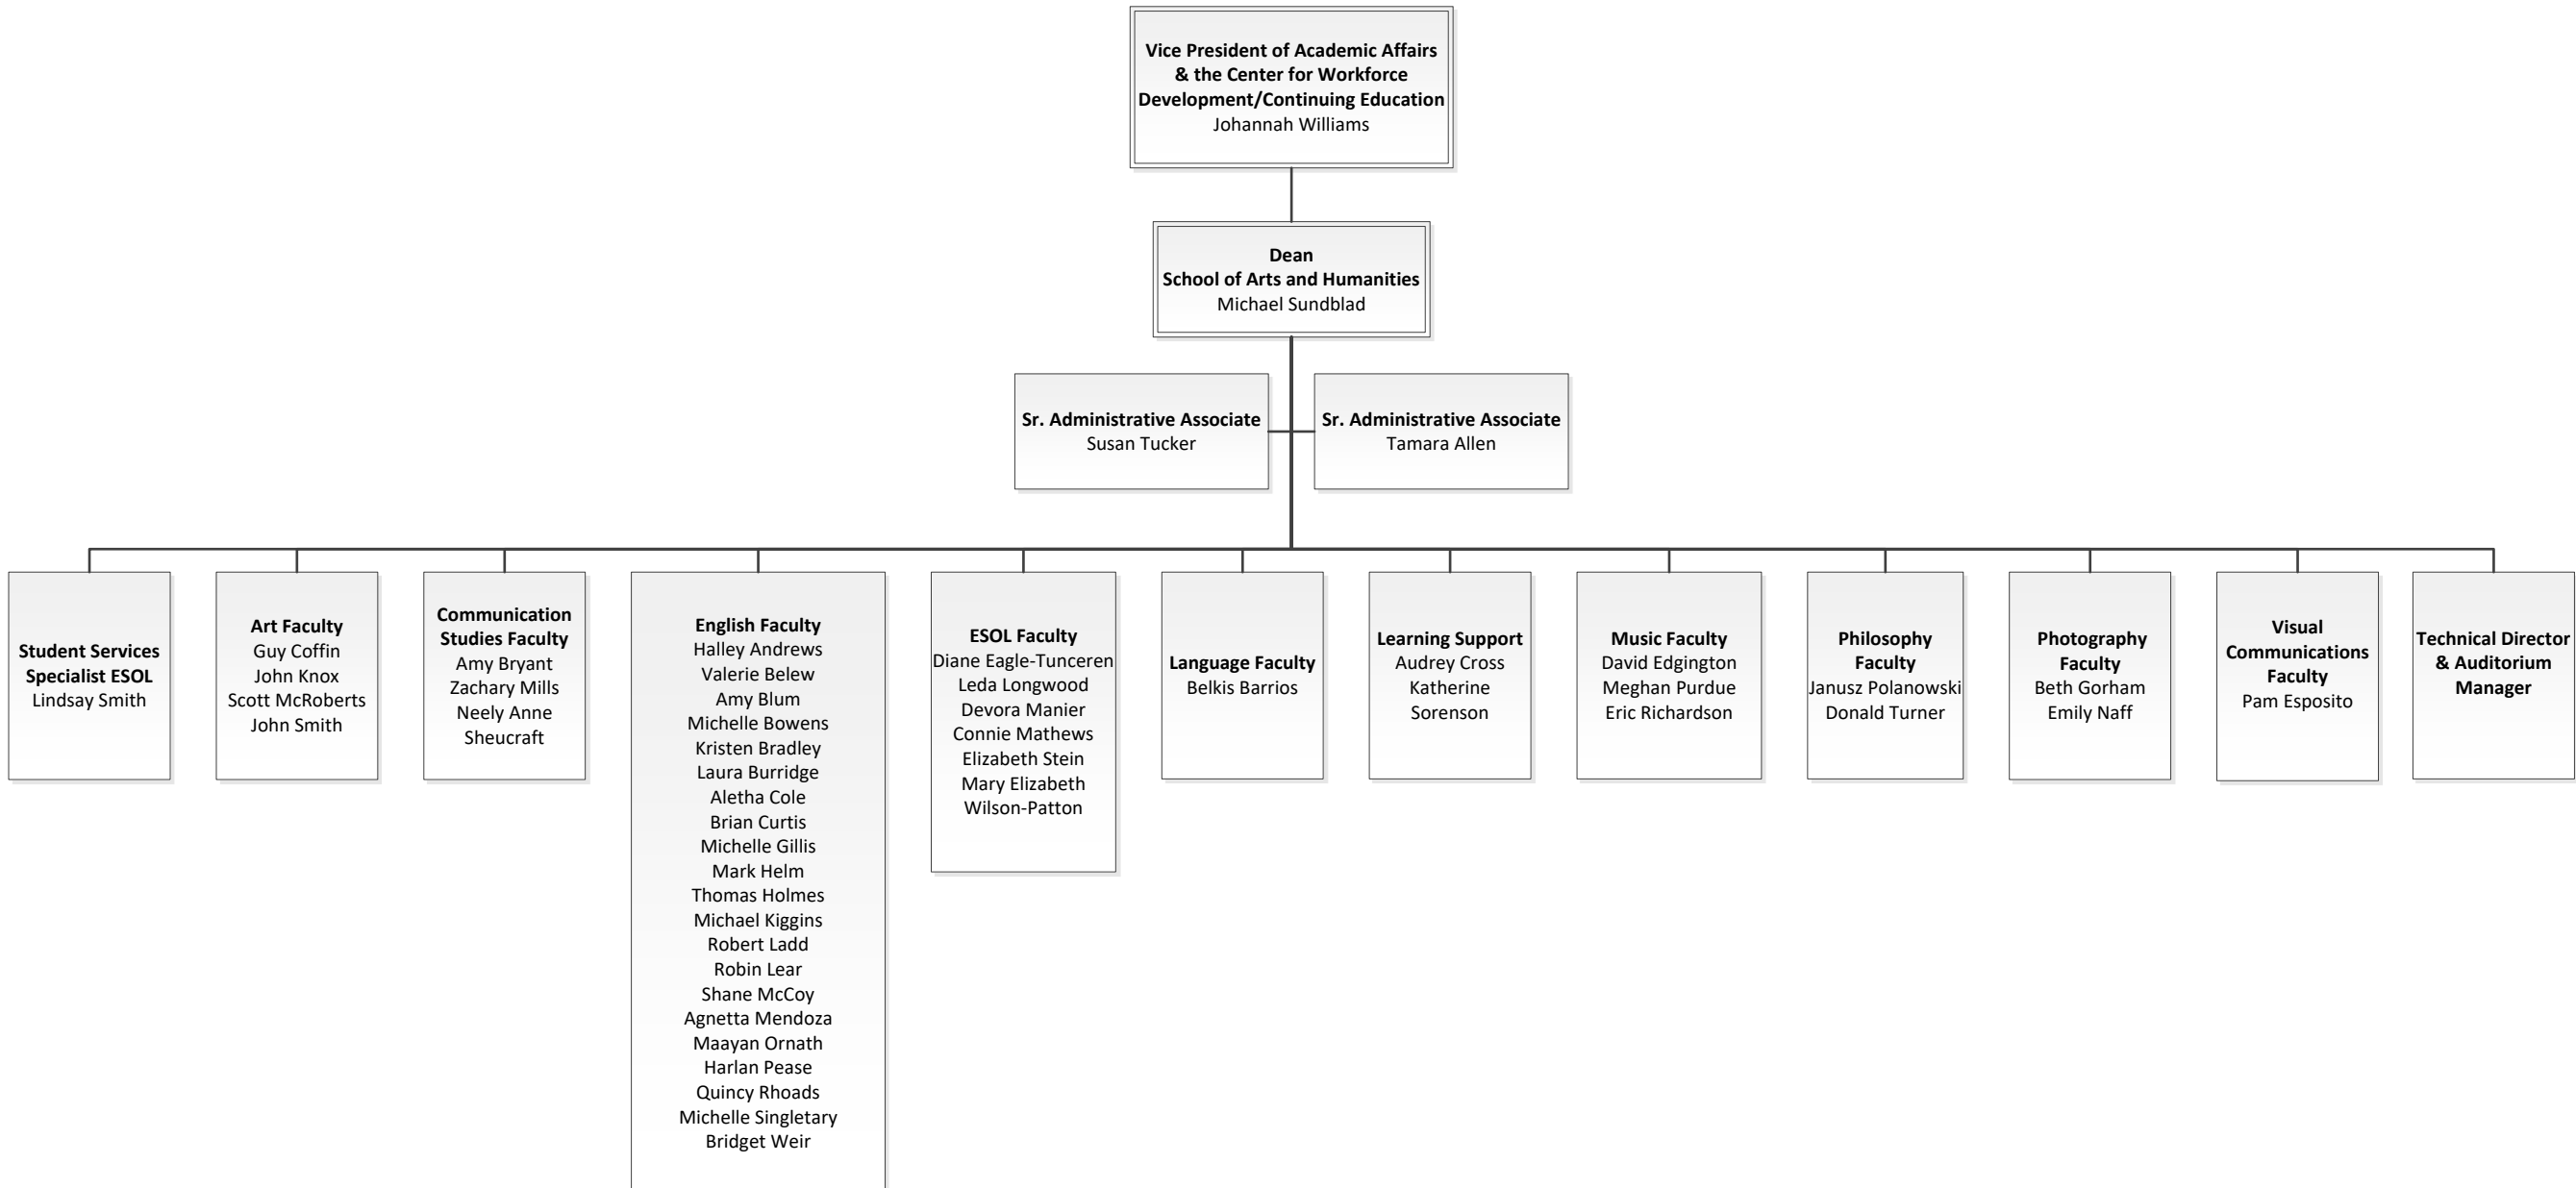 Vice President of Academic Affairs
& the Center for Workforce
Development/Continuing Education
Johannah Williams
Dean
School of Arts and Humanities
Michael Sundblad
Sr. Administrative Associate
Susan Tucker
Sr. Administrative Associate
Tamara Allen
Student Services
Specialist ESOL
Lindsay Smith
Art Faculty
Guy Coffin
John Knox
Scott McRoberts
John Smith
Communication
Studies Faculty
Amy Bryant
Zachary Mills
Neely Anne
Sheucraft
English Faculty
Halley Andrews
Valerie Belew
Amy Blum
Michelle Bowens
Kristen Bradley
Laura Burridge
Aletha Cole
Brian Curtis
Michelle Gillis
Mark Helm
Thomas Holmes
Michael Kiggins
Robert Ladd
Robin Lear
Shane McCoy
Agnetta Mendoza
Maayan Ornath
Harlan Pease
Quincy Rhoads
Michelle Singletary
Bridget Weir
ESOL Faculty
Diane Eagle-Tunceren
Leda Longwood
Devora Manier
Connie Mathews
Elizabeth Stein
Mary Elizabeth
Wilson-Patton
Language Faculty
Belkis Barrios
Learning Support
Audrey Cross
Katherine
Sorenson
Music Faculty
David Edgington
Meghan Purdue
Eric Richardson
Philosophy
Faculty
Janusz Polanowski
Donald Turner
Photography
Faculty
Beth Gorham
Emily Naff
Visual
Communications
Faculty
Pam Esposito
Technical Director
& Auditorium
Manager